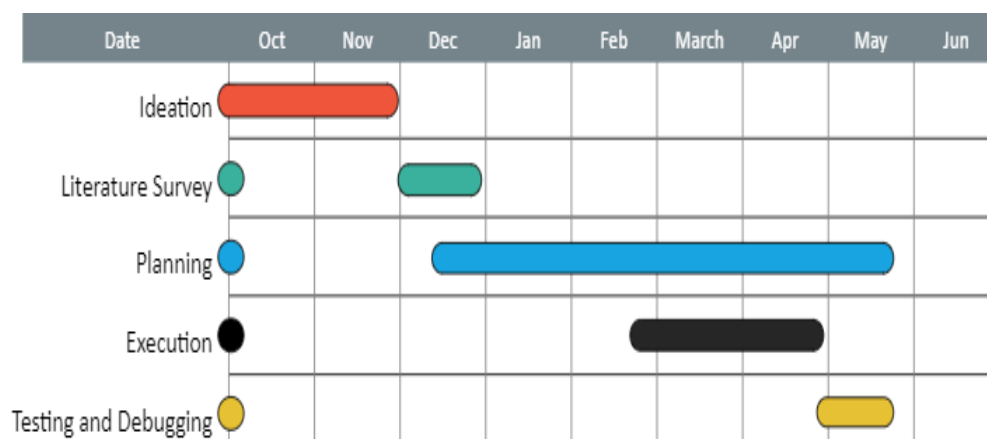 Date Oct Nov Dec Jan Feb March Apr May Jun
Ideation
Literature Survey
Planning
Execution
Testing and Debugging